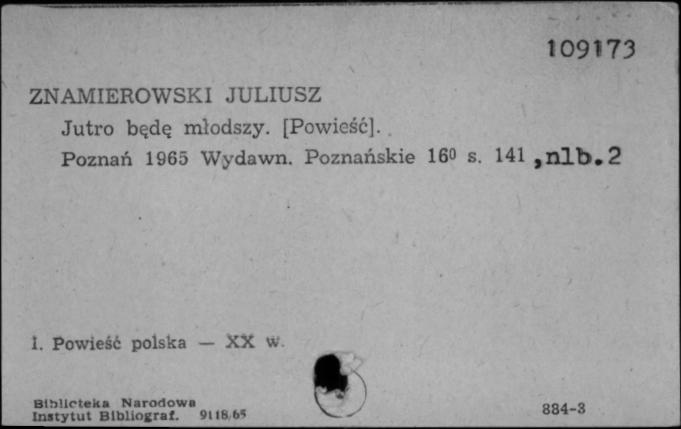 109173
ZNAMIEROWSKI JULIUSZ
Jutro będę młodszy. [Powieść].
Poznań 1965 Wydawn. Poznańskie 16⁰ s. 141 ,nlb.2
1. Powieść polska — XX w.
Biblioteka Narodowa
Instytut Bibliograf. 9118/65
884-3